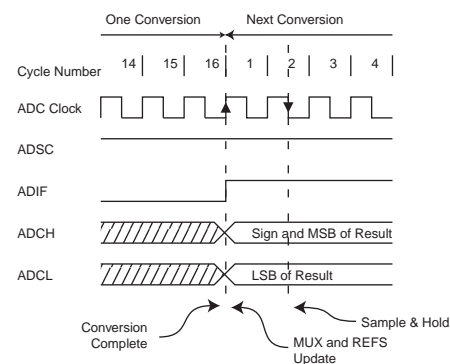 One Conversion Next Conversion
Cycle Number 14 15 16 1 2 3 4
ADC Clock
ADSC
ADIF
ADCH Sign and MSB of Result
ADCL LSB of Result
Conversion
Complete
MUX and REFS
Update
Sample & Hold